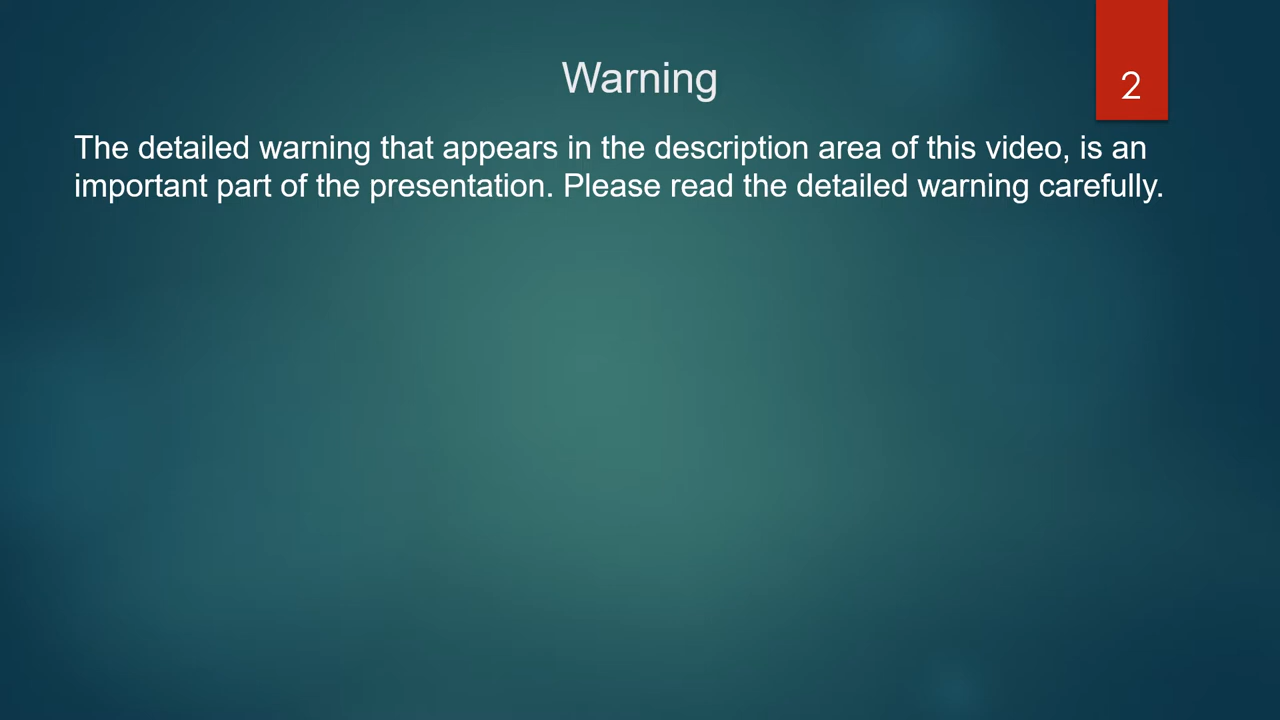 Warning
2
The detailed warning that appears in the description area of this video, is an
important part of the presentation. Please read the detailed warning carefully.